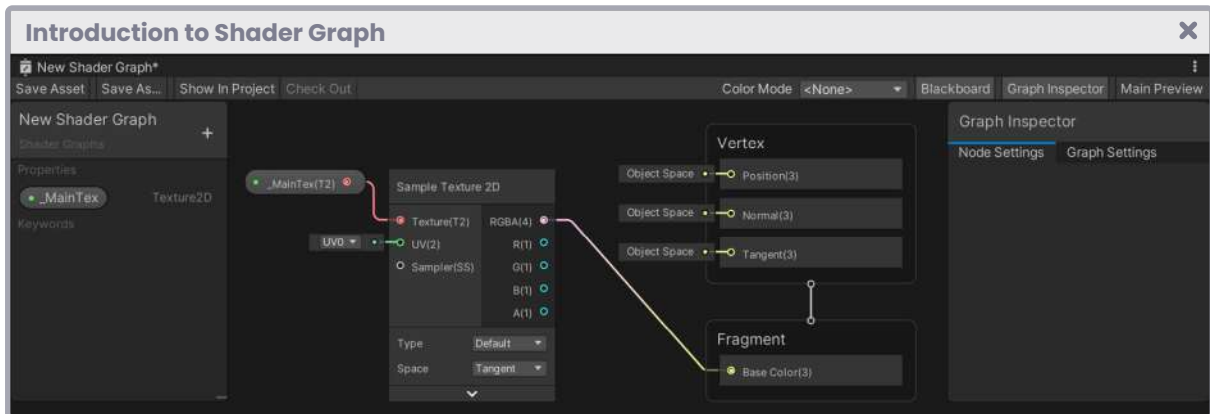 Introduction to Shader Graph
New Shader Graph*
Save Asset Save As... Show In Project Check Out Color Mode <None> Blackboard Graph Inspector Main Preview
New Shader Graph
Shader Graphs
Properties
_MainTex Texture2D
Keywords
_MainTex(T2)
UV0
Sample Texture 2D
Texture(T2) RGBA(4)
UV(2) R(1)
Sampler(SS) G(1)
B(1)
A(1)
Type Default
Space Tangent
Vertex
Object Space Position(3)
Object Space Normal(3)
Object Space Tangent(3)
Fragment
Base Color(3)
Graph Inspector
Node Settings Graph Settings